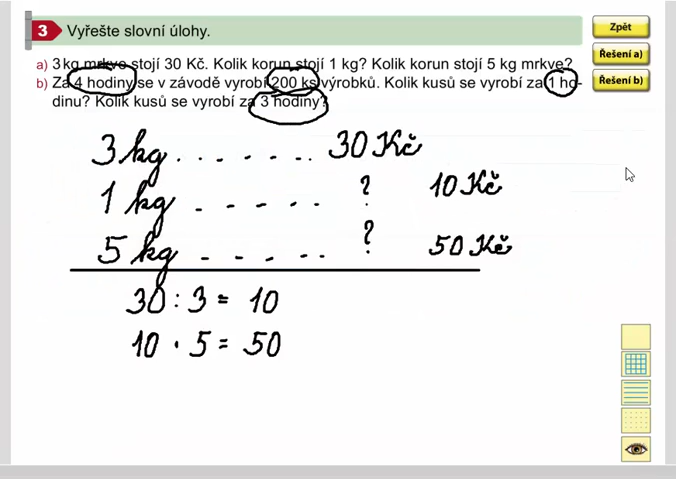 3 Vyřešte slovní úlohy.
Zpět
Řešení a)
Řešení b)
a) 3 kg mrkve stojí 30 Kč. Kolik korun stojí 1 kg? Kolik korun stojí 5 kg mrkve?
b) Za 4 hodiny se v závodě vyrobí 200 ks výrobků. Kolik kusů se vyrobí za 1 ho-
dinu? Kolik kusů se vyrobí za 3 hodiny?
3 kg . . . . . . . 30 Kč
1 kg - - - - - ? 10 Kč
5 kg - - - - - ? 50 Kč
30 : 3 = 10
10 · 5 = 50